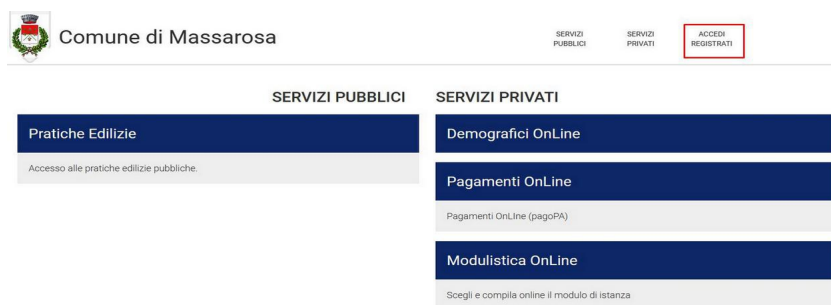 Comune di Massarosa
SERVIZI
PUBBLICI
SERVIZI
PRIVATI
ACCEDI
REGISTRATI
SERVIZI PUBBLICI
Pratiche Edilizie
Accesso alle pratiche edilizie pubbliche.
SERVIZI PRIVATI
Demografici OnLine
Pagamenti OnLine
Pagamenti OnLIne (pagoPA)
Modulistica OnLine
Scegli e compila online il modulo di istanza